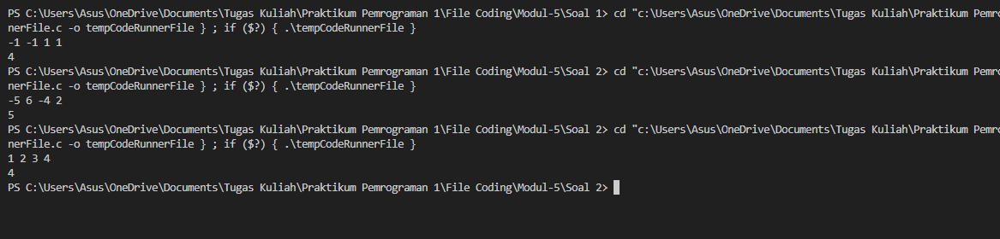 PS C:\Users\Asus\OneDrive\Documents\Tugas Kuliah\Praktikum Pemrograman 1\File Coding\Modul-5\Soal 1> cd "c:\Users\Asus\OneDrive\Documents\Tugas Kuliah\Praktikum Pemr
nerFile.c -o tempCodeRunnerFile } ; if ($?) { .\tempCodeRunnerFile }
-1 -1 1 1
4
PS C:\Users\Asus\OneDrive\Documents\Tugas Kuliah\Praktikum Pemrograman 1\File Coding\Modul-5\Soal 2> cd "c:\Users\Asus\OneDrive\Documents\Tugas Kuliah\Praktikum Pemro
nerFile.c -o tempCodeRunnerFile } ; if ($?) { .\tempCodeRunnerFile }
-5 6 -4 2
5
PS C:\Users\Asus\OneDrive\Documents\Tugas Kuliah\Praktikum Pemrograman 1\File Coding\Modul-5\Soal 2> cd "c:\Users\Asus\OneDrive\Documents\Tugas Kuliah\Praktikum Pemro
nerFile.c -o tempCodeRunnerFile } ; if ($?) { .\tempCodeRunnerFile }
1 2 3 4
4
PS C:\Users\Asus\OneDrive\Documents\Tugas Kuliah\Praktikum Pemrograman 1\File Coding\Modul-5\Soal 2>